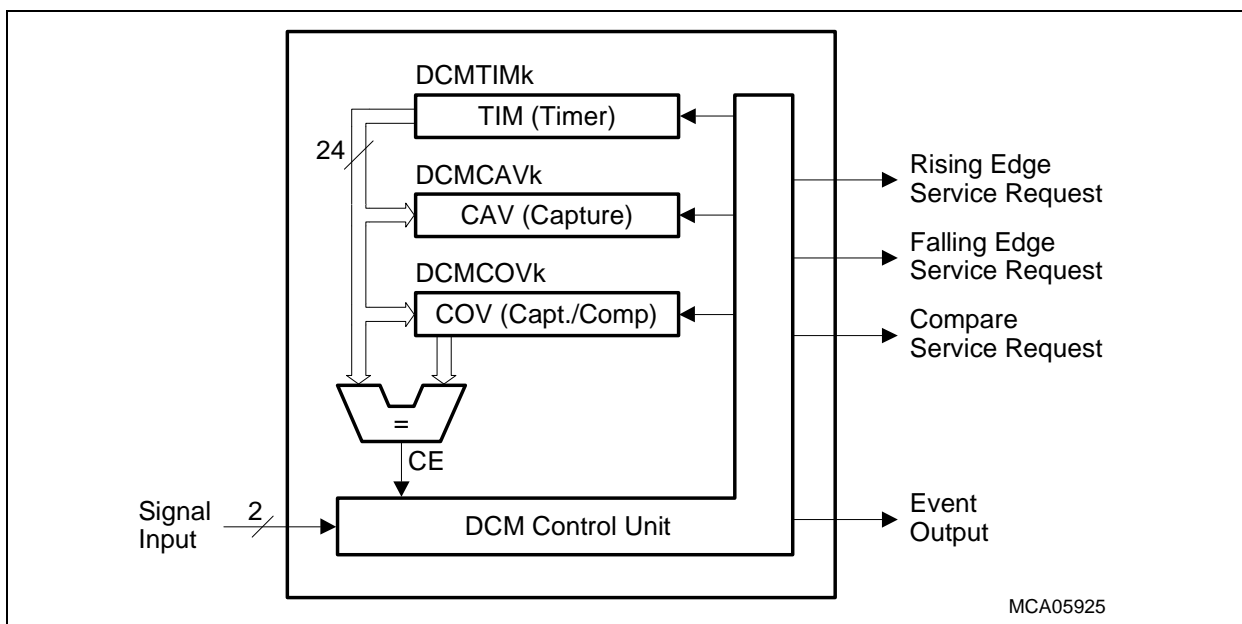 DCMTIMk
TIM (Timer)
24
DCMCAVk
CAV (Capture)
DCMCOVk
COV (Capt./Comp)
=
CE
Signal
Input
2
DCM Control Unit
Rising Edge
Service Request
Falling Edge
Service Request
Compare
Service Request
Event
Output
MCA05925